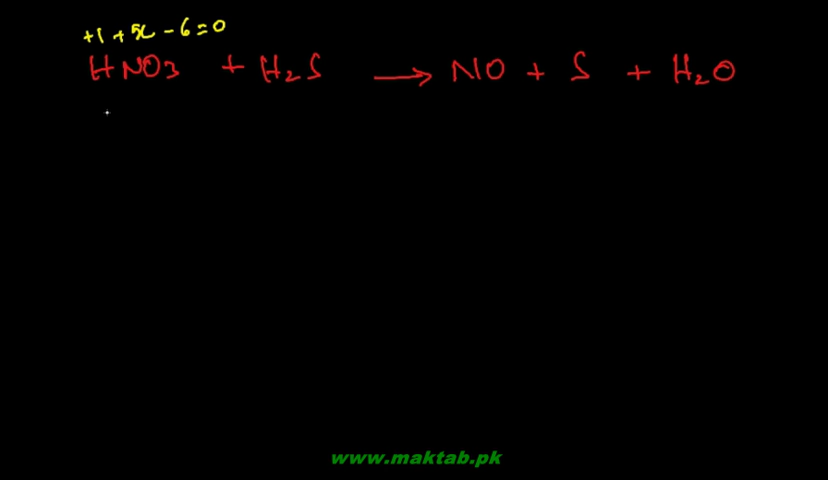 +1 + x - 6 = 0
HNO3 + H2S → NO + S + H2O
www.maktab.pk